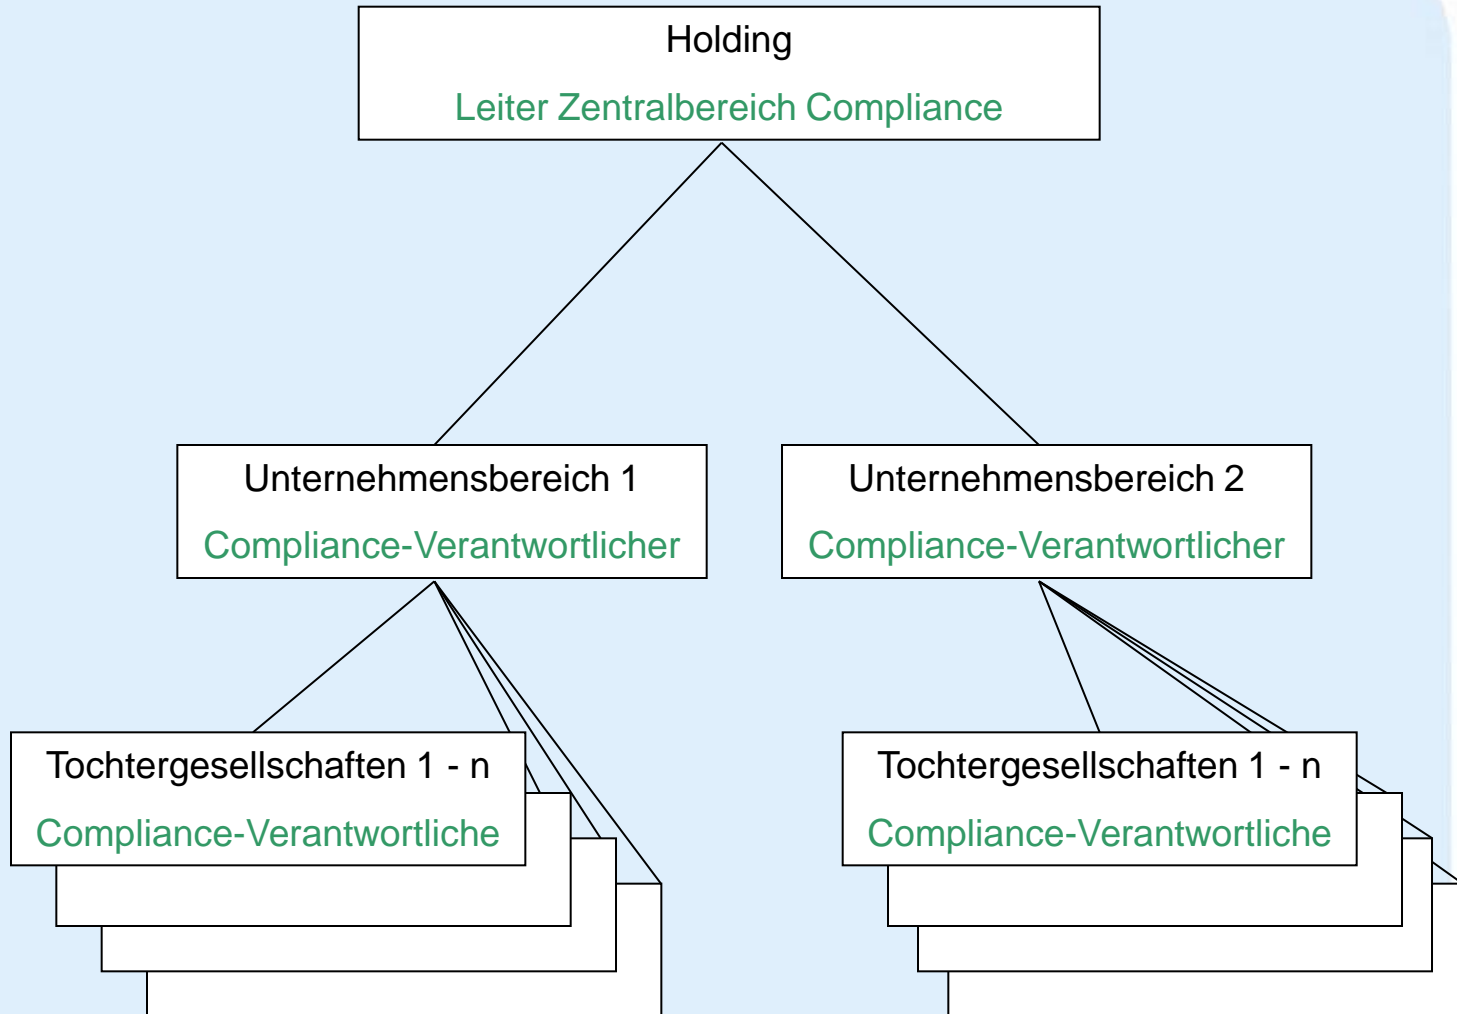 Holding
Leiter Zentralbereich Compliance
Unternehmensbereich 1
Compliance-Verantwortlicher
Unternehmensbereich 2
Compliance-Verantwortlicher
Tochtergesellschaften 1 - n
Compliance-Verantwortliche
Tochtergesellschaften 1 - n
Compliance-Verantwortliche